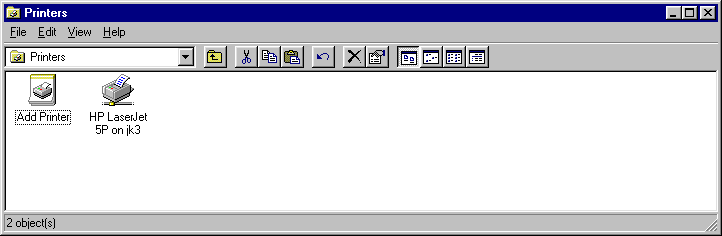 Printers
File Edit View Help
Printers
Add Printer
HP LaserJet
5P on jk3
2 object(s)